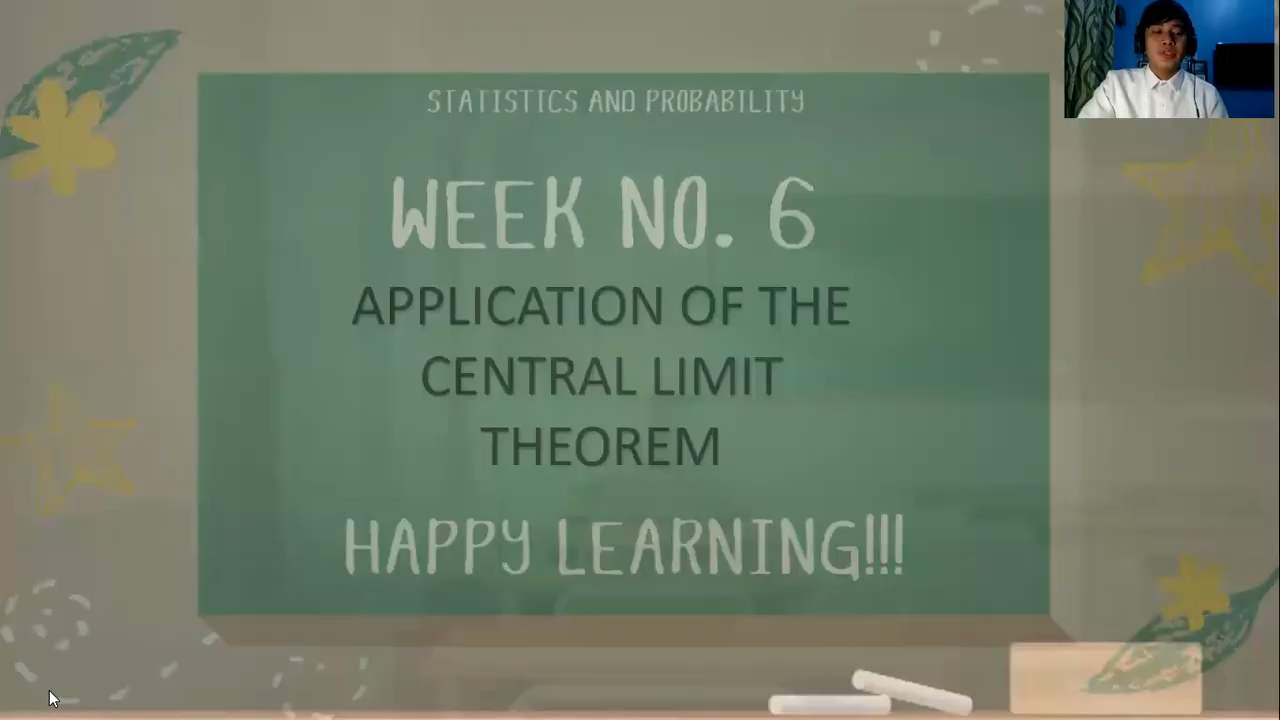 STATISTICS AND PROBABILITY
WEEK NO. 6
APPLICATION OF THE
CENTRAL LIMIT
THEOREM
HAPPY LEARNING!!!